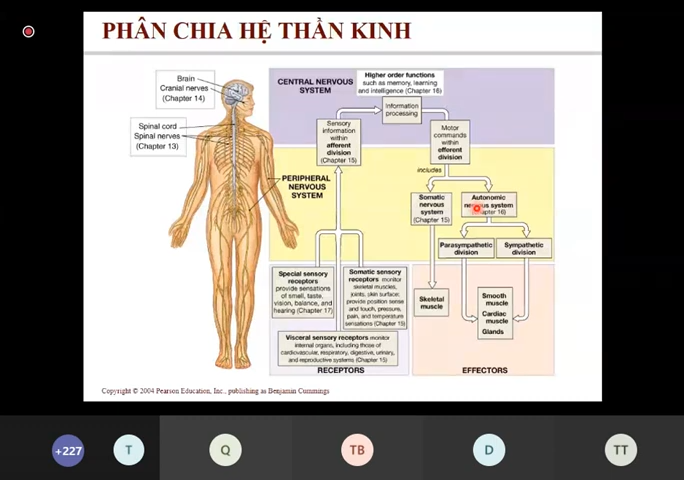 PHÂN CHIA HỆ THẦN KINH
Brain
Cranial nerves
(Chapter 14)
Spinal cord
Spinal nerves
(Chapter 13)
PERIPHERAL
NERVOUS
SYSTEM
CENTRAL NERVOUS
SYSTEM
Higher order functions
such as memory, learning
and intelligence (Chapter 16)
Information
processing
Sensory
information
within
afferent
division
(Chapter 15)
Motor
commands
within
efferent
division
includes
Somatic
nervous
system
(Chapter 15)
Autonomic
nervous system
(Chapter 16)
Parasympathetic
division
Sympathetic
division
Special sensory
receptors
provide sensations
of small, taste,
vision, balance, and
hearing (Chapter 17)
Somatic sensory
receptors monitor
skeletal muscles,
joints, skin surface;
provide position sense
and touch, pressure,
pain, and temperature
sensations (Chapter 15)
Visceral sensory receptors monitor
internal organs, including those of
cardiovascular, respiratory, digestive, urinary,
and reproductive systems (Chapter 15)
RECEPTORS
Skeletal
muscle
Smooth
muscle
Cardiac
muscle
Glands
EFFECTORS
Copyright © 2004 Pearson Education, Inc., publishing as Benjamin Cummings
+227
T
Q
TB
D
TT